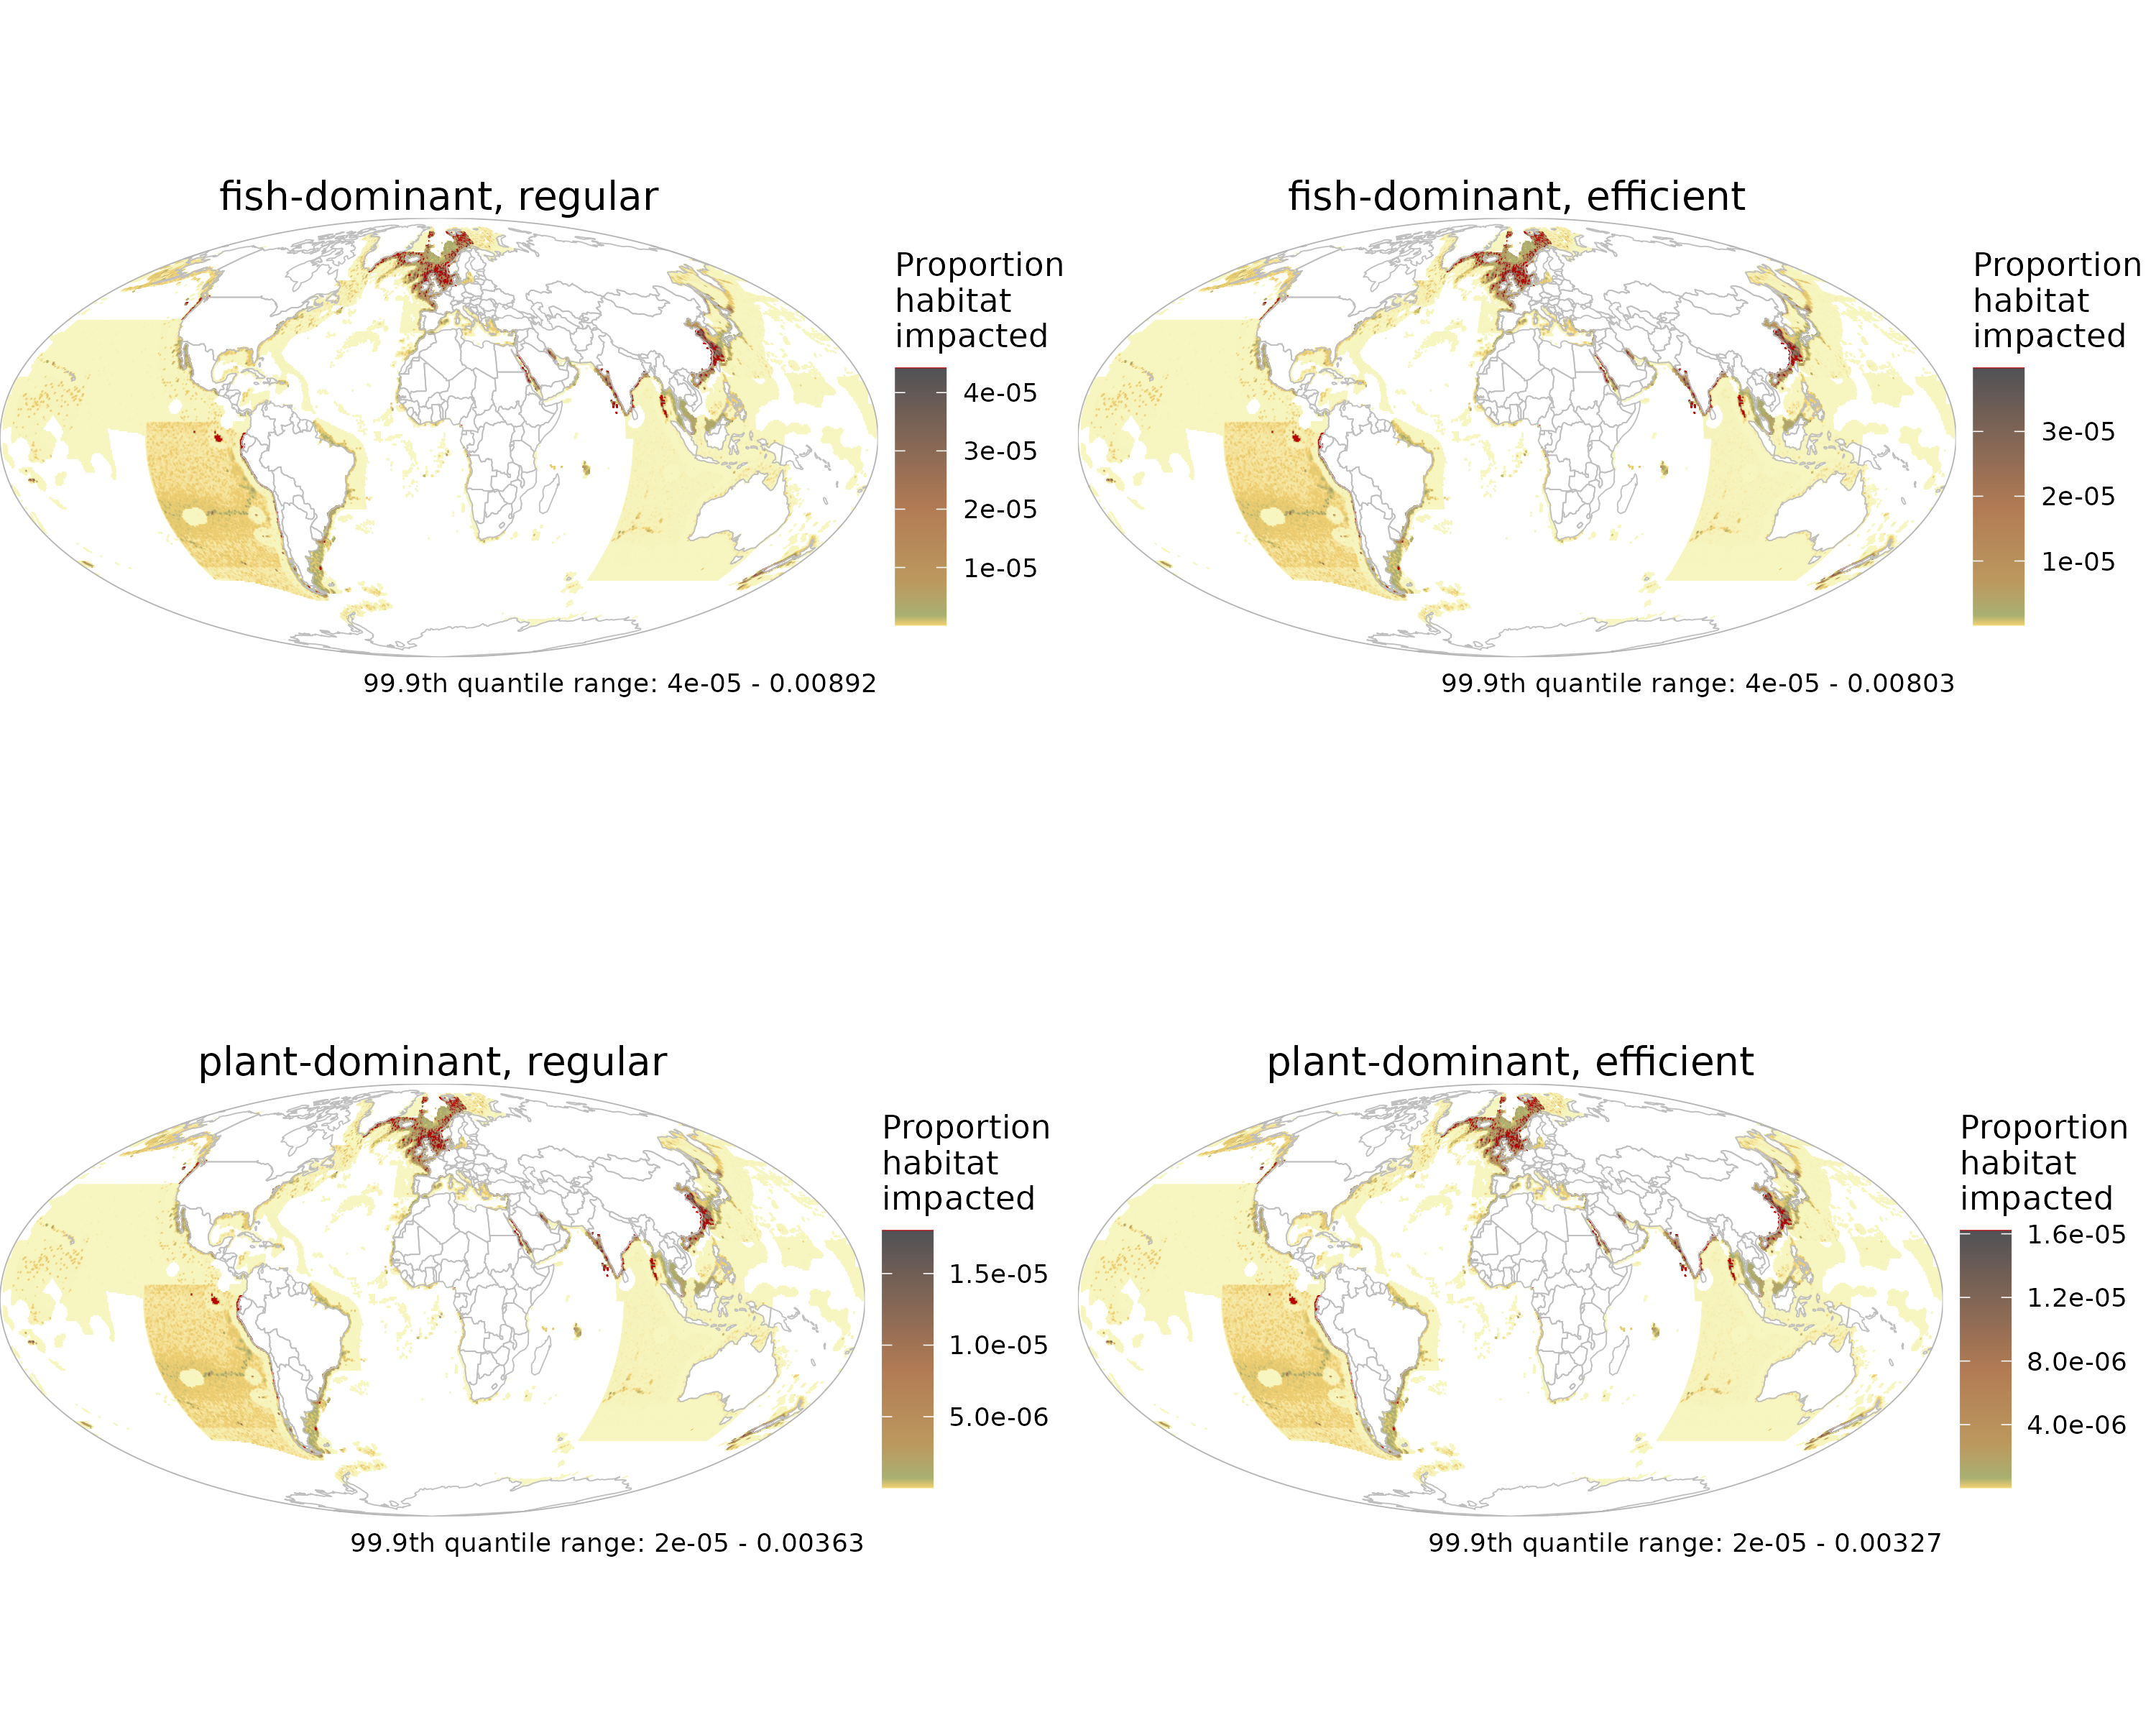 fish-dominant, regular
Proportion
habitat
impacted
4e-05
3e-05
2e-05
1e-05
99.9th quantile range: 4e-05 - 0.00892
fish-dominant, efficient
Proportion
habitat
impacted
3e-05
2e-05
1e-05
99.9th quantile range: 4e-05 - 0.00803
plant-dominant, regular
Proportion
habitat
impacted
1.5e-05
1.0e-05
5.0e-06
99.9th quantile range: 2e-05 - 0.00363
plant-dominant, efficient
Proportion
habitat
impacted
1.6e-05
1.2e-05
8.0e-06
4.0e-06
99.9th quantile range: 2e-05 - 0.00327